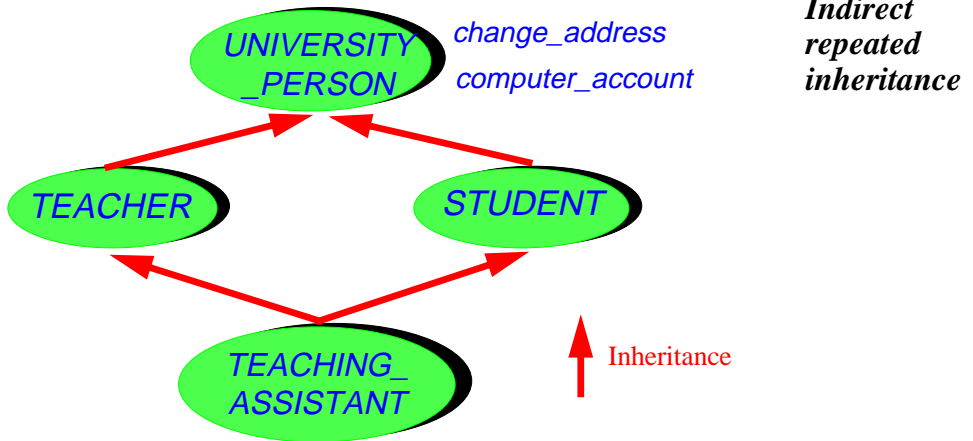 UNIVERSITY
_PERSON
change_address
computer_account
Indirect
repeated
inheritance
TEACHER
STUDENT
TEACHING_
ASSISTANT
Inheritance